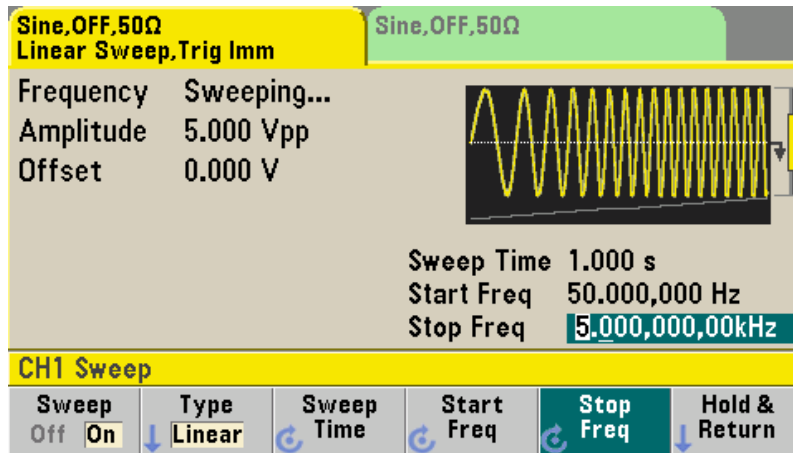 Sine,OFF,50Ω
Linear Sweep,Trig Imm
Sine,OFF,50Ω
Frequency Sweeping...
Amplitude 5.000 Vpp
Offset 0.000 V
Sweep Time 1.000 s
Start Freq 50.000,000 Hz
Stop Freq 5.000,000,00kHz
CH1 Sweep
Sweep Off On
Type Linear
Sweep Time
Start Freq
Stop Freq
Hold & Return